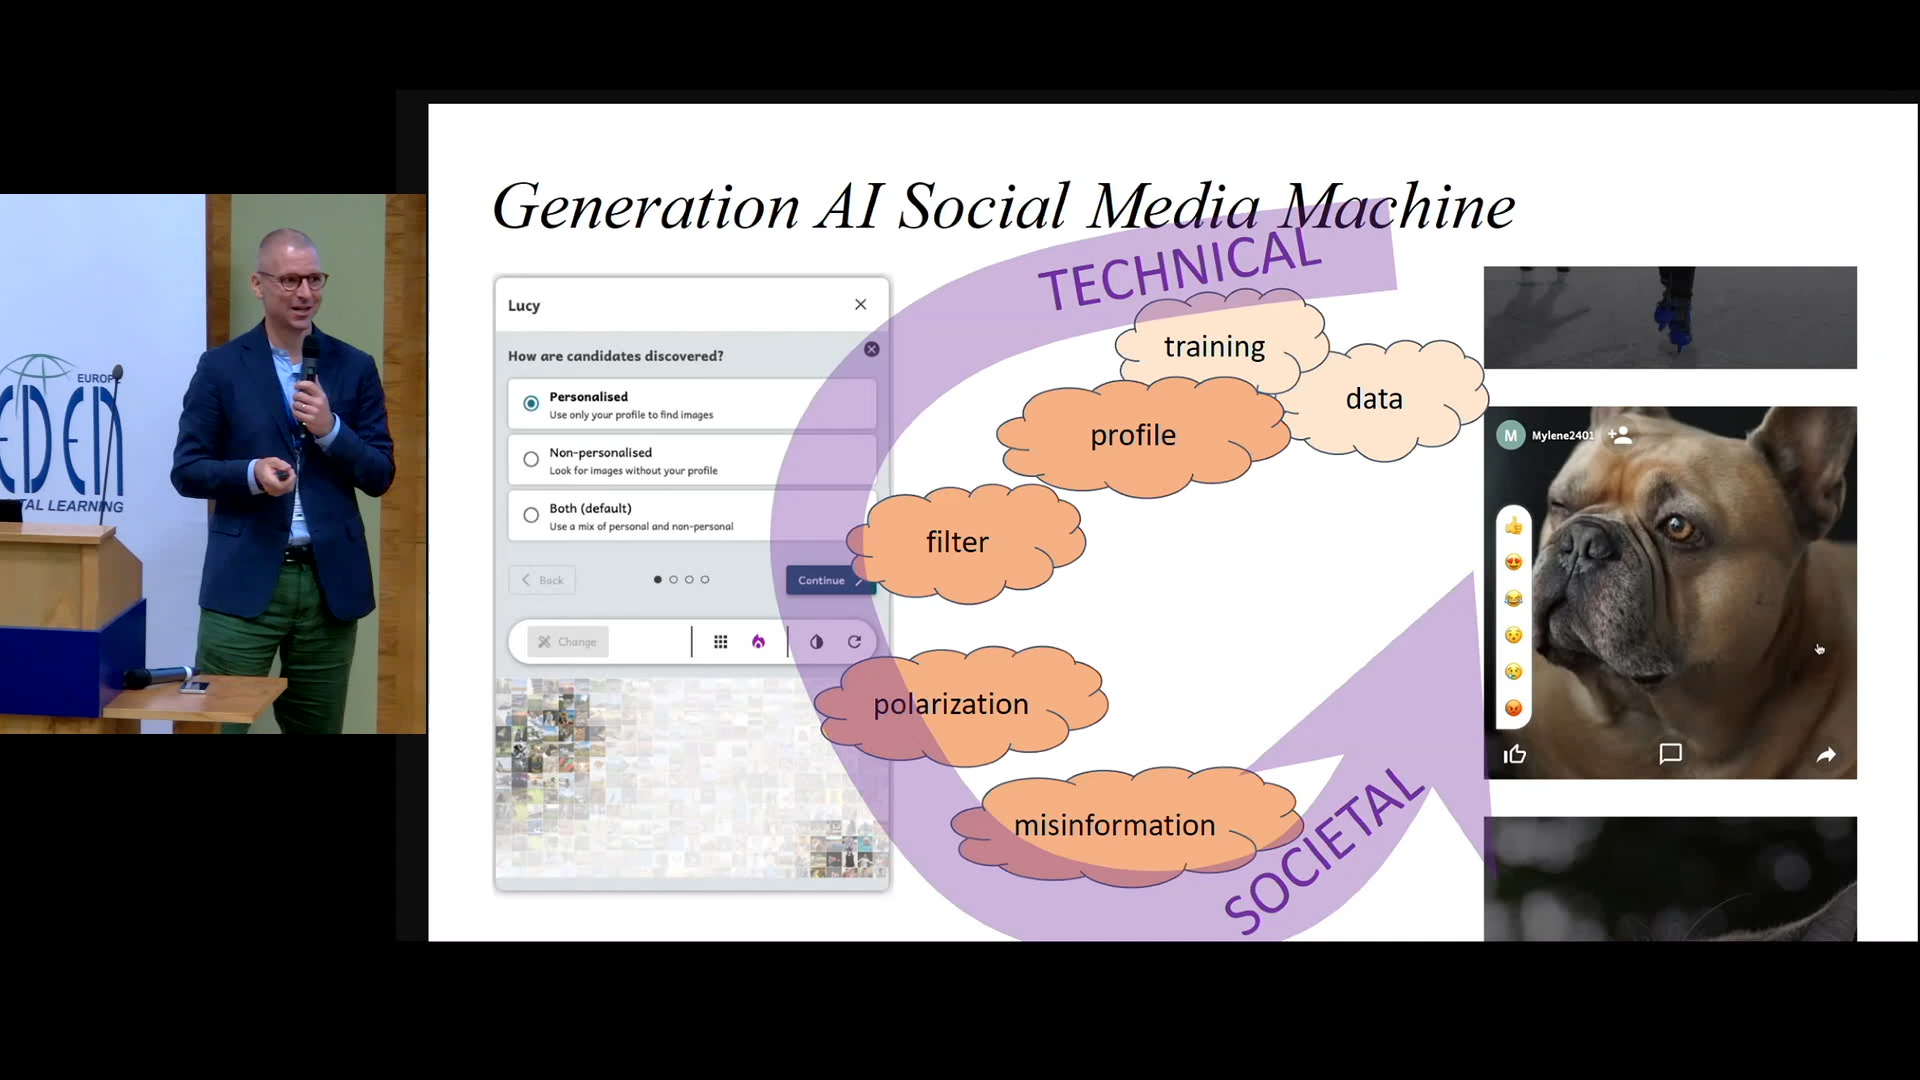 Generation AI Social Media Machine
TECHNICAL
training
data
profile
filter
polarization
misinformation
SOCIETAL
Lucy
How are candidates discovered?
Personalised
Use only your profile to find images
Non-personalised
Look for images without your profile
Both (default)
Use a mix of personal and non-personal
Back
Continue
Change
M
Mylene2401
EUROPE
EDEN
TAL LEARNING